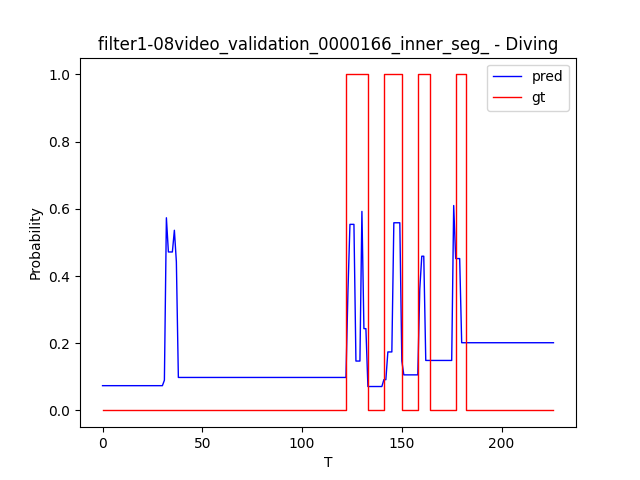 filter1-08video_validation_0000166_inner_seg_ - Diving
pred
gt
1.0
0.8
0.6
0.4
0.2
0.0
Probability
0
50
100
150
200
T